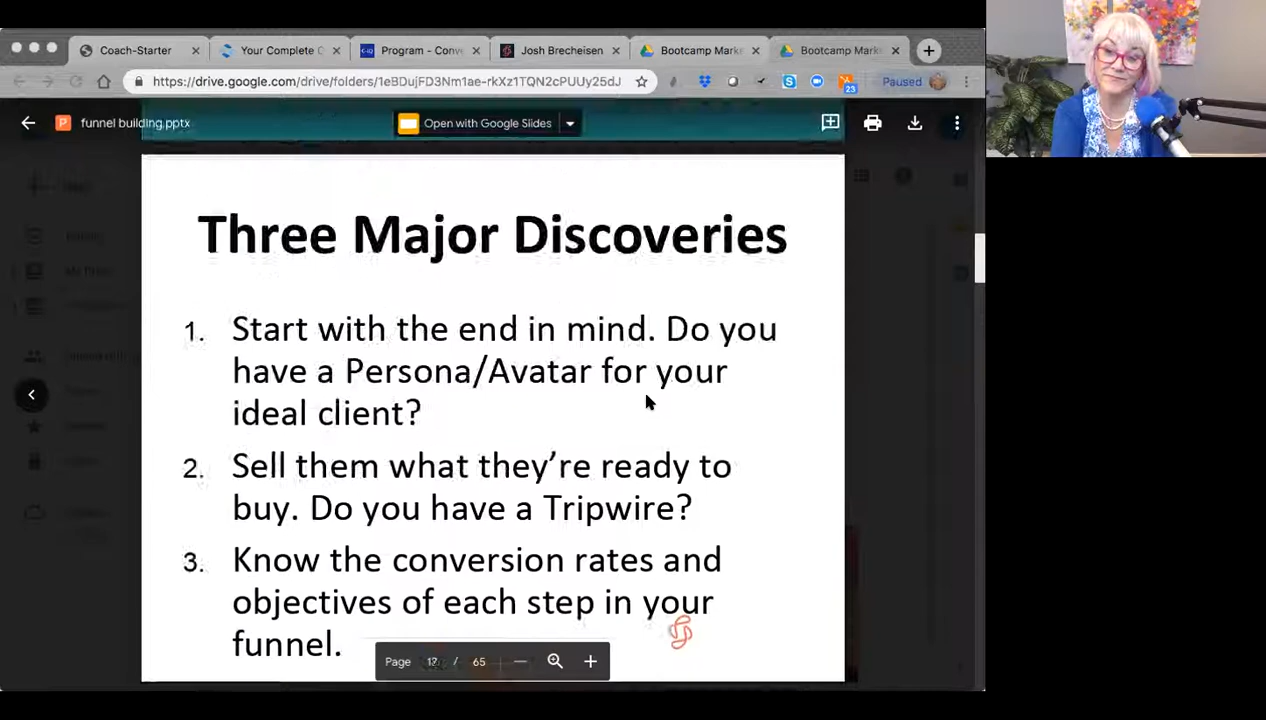 Coach-Starter
Your Complete
Program - Conv
Josh Brecheisen
Bootcamp Mark
Bootcamp Mark
https://drive.google.com/drive/folders/1eBDujFD3Nm1ae-rkXz1TQN2cPUUy25dJ
23
Paused
funnel building.pptx
Open with Google Slides
Three Major Discoveries
1. Start with the end in mind. Do you
have a Persona/Avatar for your
ideal client?
2. Sell them what they’re ready to
buy. Do you have a Tripwire?
3. Know the conversion rates and
objectives of each step in your
funnel.
Page / 65